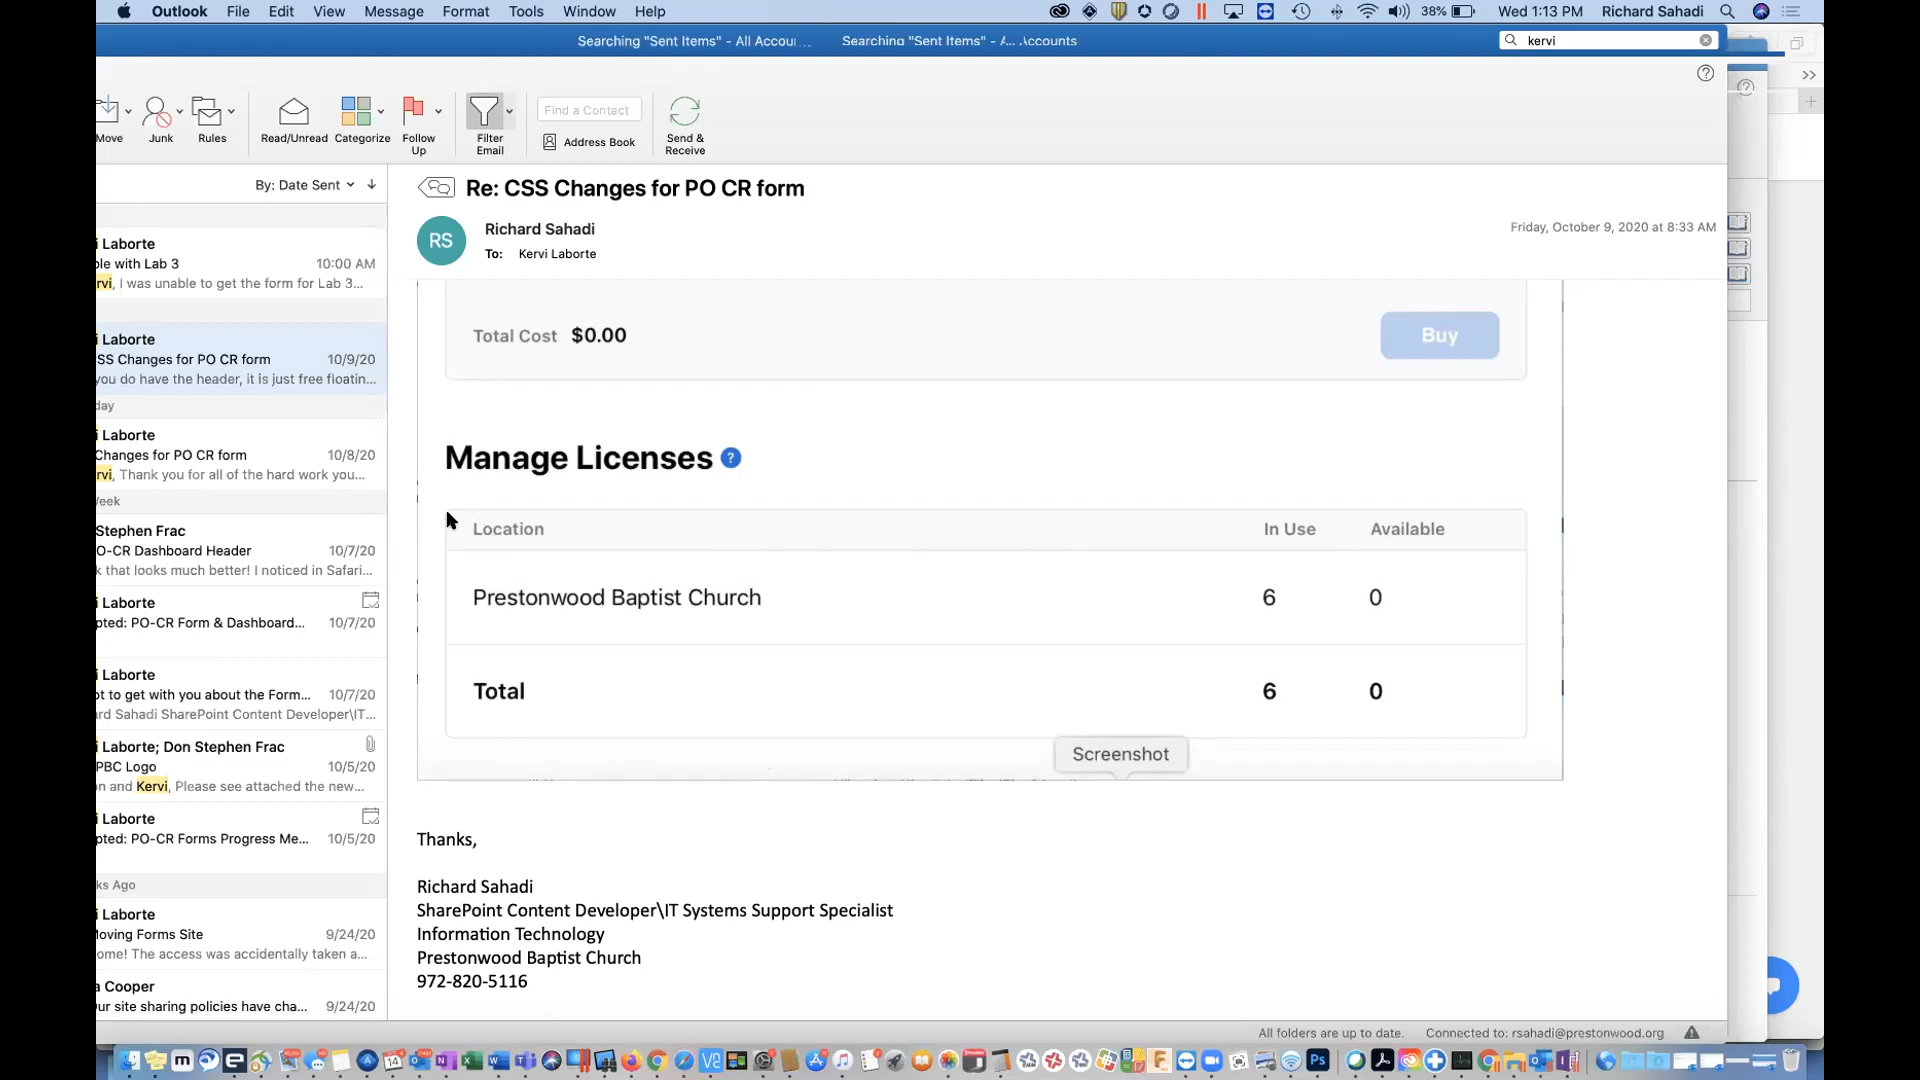 Outlook File Edit View Message Format Tools Window Help 38% Wed 1:13 PM Richard Sahadi
Searching "Sent Items" - All Accou Searching "Sent Items" - A... Accounts kervi
Find a Contact
Move Junk Rules Read/Unread Categorize Follow Up Filter Email Address Book Send & Receive
By: Date Sent
i Laborte
ble with Lab 3 10:00 AM
rvi, I was unable to get the form for Lab 3...
i Laborte
CSS Changes for PO CR form 10/9/20
you do have the header, it is just free floatin...
day
i Laborte
Changes for PO CR form 10/8/20
rvi, Thank you for all of the hard work you...
Week
Stephen Frac
O-CR Dashboard Header 10/7/20
k that looks much better! I noticed in Safari...
i Laborte
pted: PO-CR Form & Dashboard... 10/7/20
i Laborte
ot to get with you about the Form... 10/7/20
rd Sahadi SharePoint Content Developer\IT...
i Laborte; Don Stephen Frac
PBC Logo 10/5/20
on and Kervi, Please see attached the new...
i Laborte
pted: PO-CR Forms Progress Me... 10/5/20
ks Ago
i Laborte
Moving Forms Site 9/24/20
ome! The access was accidentally taken a...
a Cooper
ur site sharing policies have cha... 9/24/20
Re: CSS Changes for PO CR form
RS
Richard Sahadi
To: Kervi Laborte
Friday, October 9, 2020 at 8:33 AM
Total Cost $0.00 Buy
Manage Licenses ?
Location In Use Available
Prestonwood Baptist Church 6 0
Total 6 0
Screenshot
Thanks,
Richard Sahadi
SharePoint Content Developer\IT Systems Support Specialist
Information Technology
Prestonwood Baptist Church
972-820-5116
All folders are up to date. Connected to: rsahadi@prestonwood.org